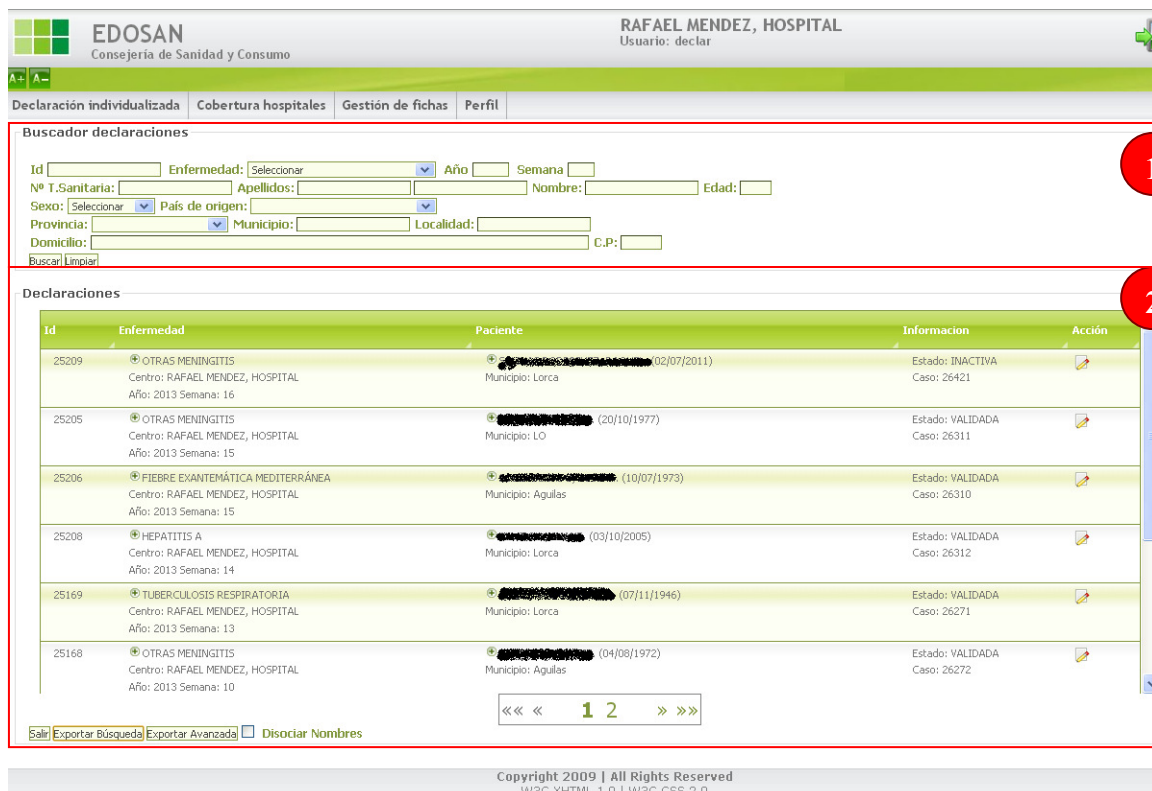 EDOSAN
Consejería de Sanidad y Consumo
RAFAEL MENDEZ, HOSPITAL
Usuario: declar
A+ A-
Declaración individualizada Cobertura hospitales Gestión de fichas Perfil
Buscador declaraciones
1
Id Enfermedad: Seleccionar Año Semana
Nº T.Sanitaria: Apellidos: Nombre: Edad:
Sexo: Seleccionar País de origen:
Provincia: Municipio: Localidad:
Domicilio: C.P:
Buscar Limpiar
Declaraciones
2
Id Enfermedad Paciente Informacion Acción
25209 OTRAS MENINGITIS (02/07/2011) Estado: INACTIVA
Centro: RAFAEL MENDEZ, HOSPITAL Municipio: Lorca Caso: 26421
Año: 2013 Semana: 16
25205 OTRAS MENINGITIS (20/10/1977) Estado: VALIDADA
Centro: RAFAEL MENDEZ, HOSPITAL Municipio: LO Caso: 26311
Año: 2013 Semana: 15
25206 FIEBRE EXANTEMÁTICA MEDITERRÁNEA (10/07/1973) Estado: VALIDADA
Centro: RAFAEL MENDEZ, HOSPITAL Municipio: Aguilas Caso: 26310
Año: 2013 Semana: 15
25208 HEPATITIS A (03/10/2005) Estado: VALIDADA
Centro: RAFAEL MENDEZ, HOSPITAL Municipio: Lorca Caso: 26312
Año: 2013 Semana: 14
25169 TUBERCULOSIS RESPIRATORIA (07/11/1946) Estado: VALIDADA
Centro: RAFAEL MENDEZ, HOSPITAL Municipio: Lorca Caso: 26271
Año: 2013 Semana: 13
25168 OTRAS MENINGITIS (04/08/1972) Estado: VALIDADA
Centro: RAFAEL MENDEZ, HOSPITAL Municipio: Aguilas Caso: 26272
Año: 2013 Semana: 10
«« « 1 2 » »»
Salir Exportar Búsqueda Exportar Avanzada Disociar Nombres
Copyright 2009 | All Rights Reserved